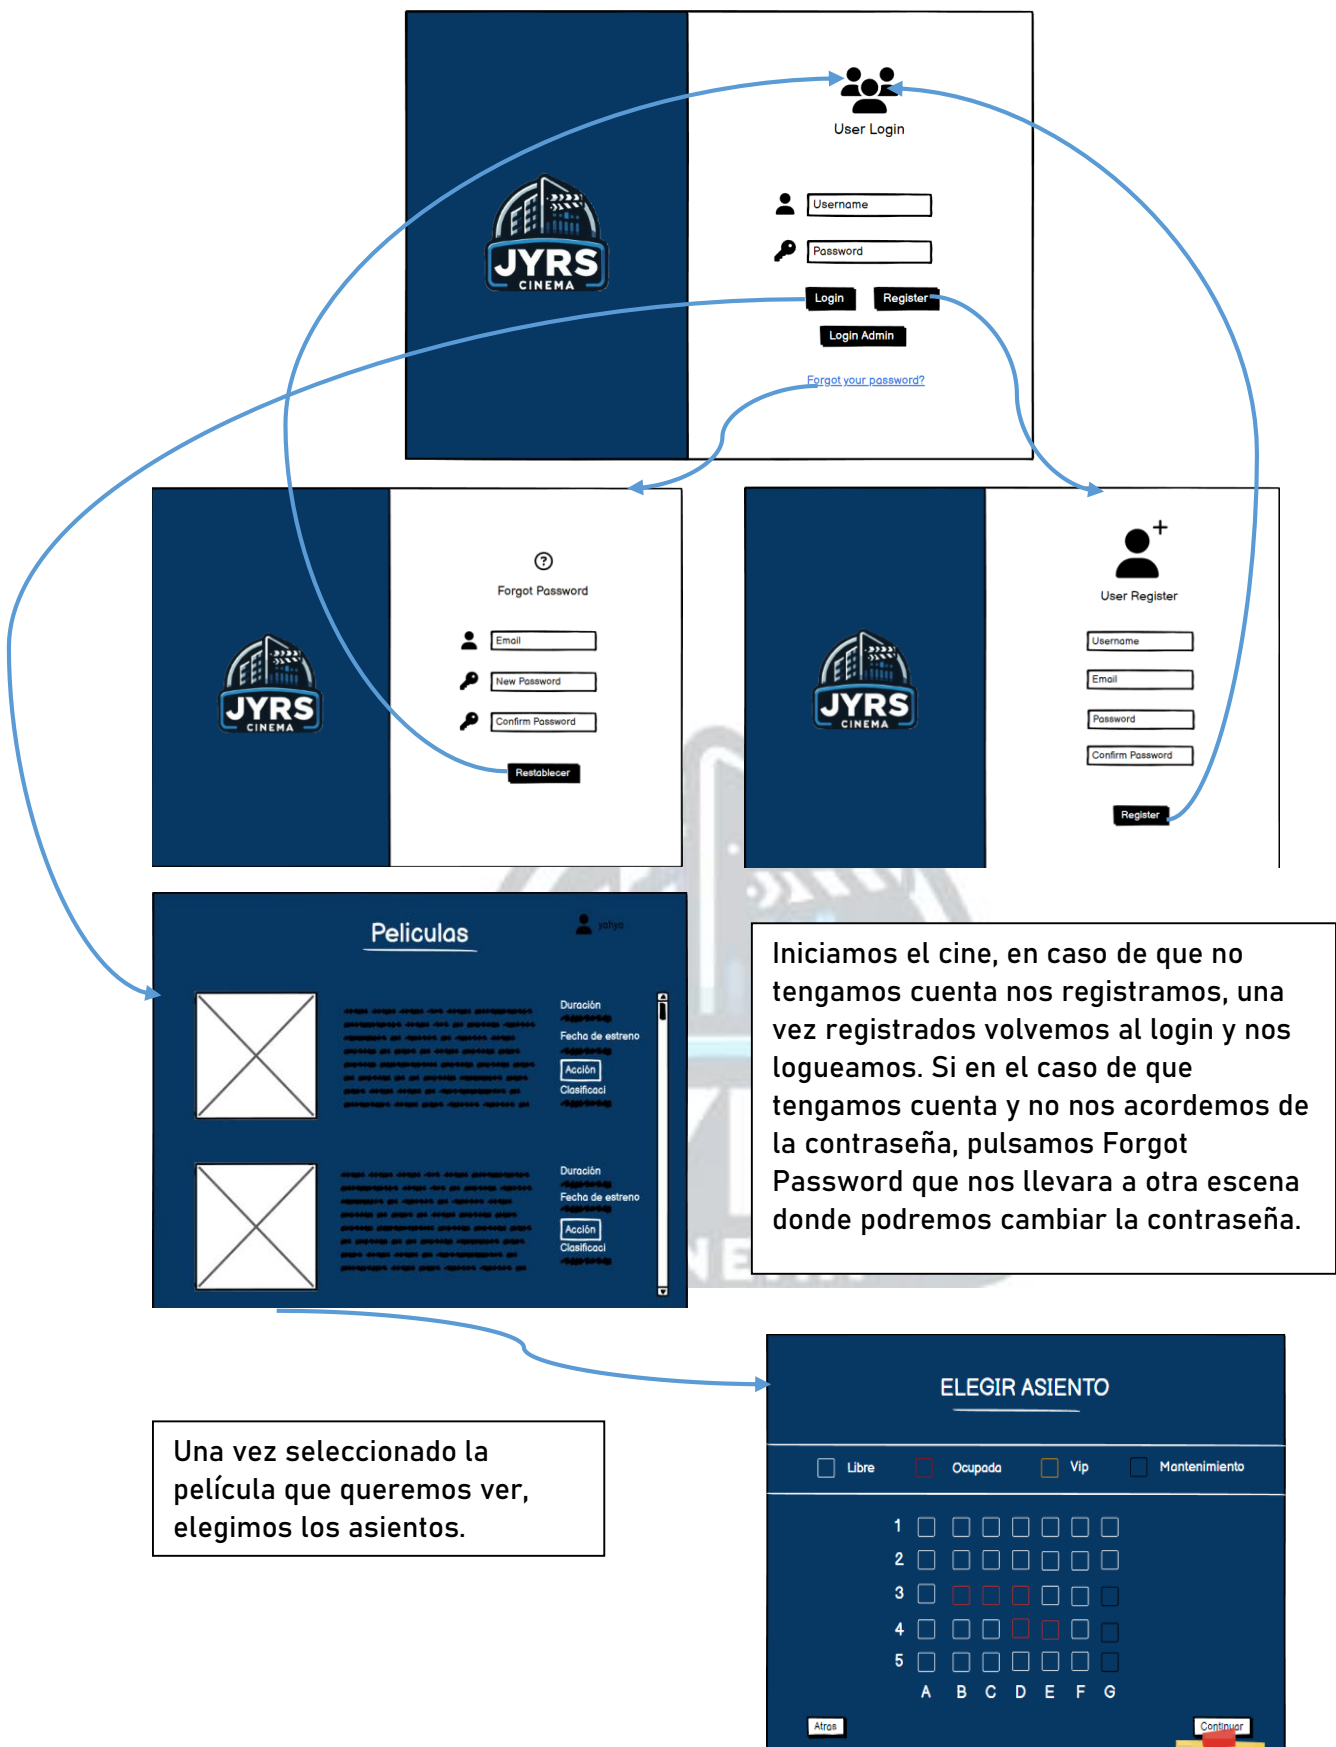 User Login
JYRS
CINEMA
Username
Password
Login
Register
Login Admin
Forgot your password?
Forgot Password
JYRS
CINEMA
Email
New Password
Confirm Password
Restablecer
User Register
JYRS
CINEMA
Username
Email
Password
Confirm Password
Register
Peliculas
yahya
Duración
Fecha de estreno
Acción
Clasificaci
Duración
Fecha de estreno
Acción
Clasificaci
Iniciamos el cine, en caso de que no
tengamos cuenta nos registramos, una
vez registrados volvemos al login y nos
logueamos. Si en el caso de que
tengamos cuenta y no nos acordemos de
la contraseña, pulsamos Forgot
Password que nos llevara a otra escena
donde podremos cambiar la contraseña.
Una vez seleccionado la
película que queremos ver,
elegimos los asientos.
ELEGIR ASIENTO
Libre
Ocupada
Vip
Mantenimiento
1
2
3
4
5
A B C D E F G
Atras
Continuar